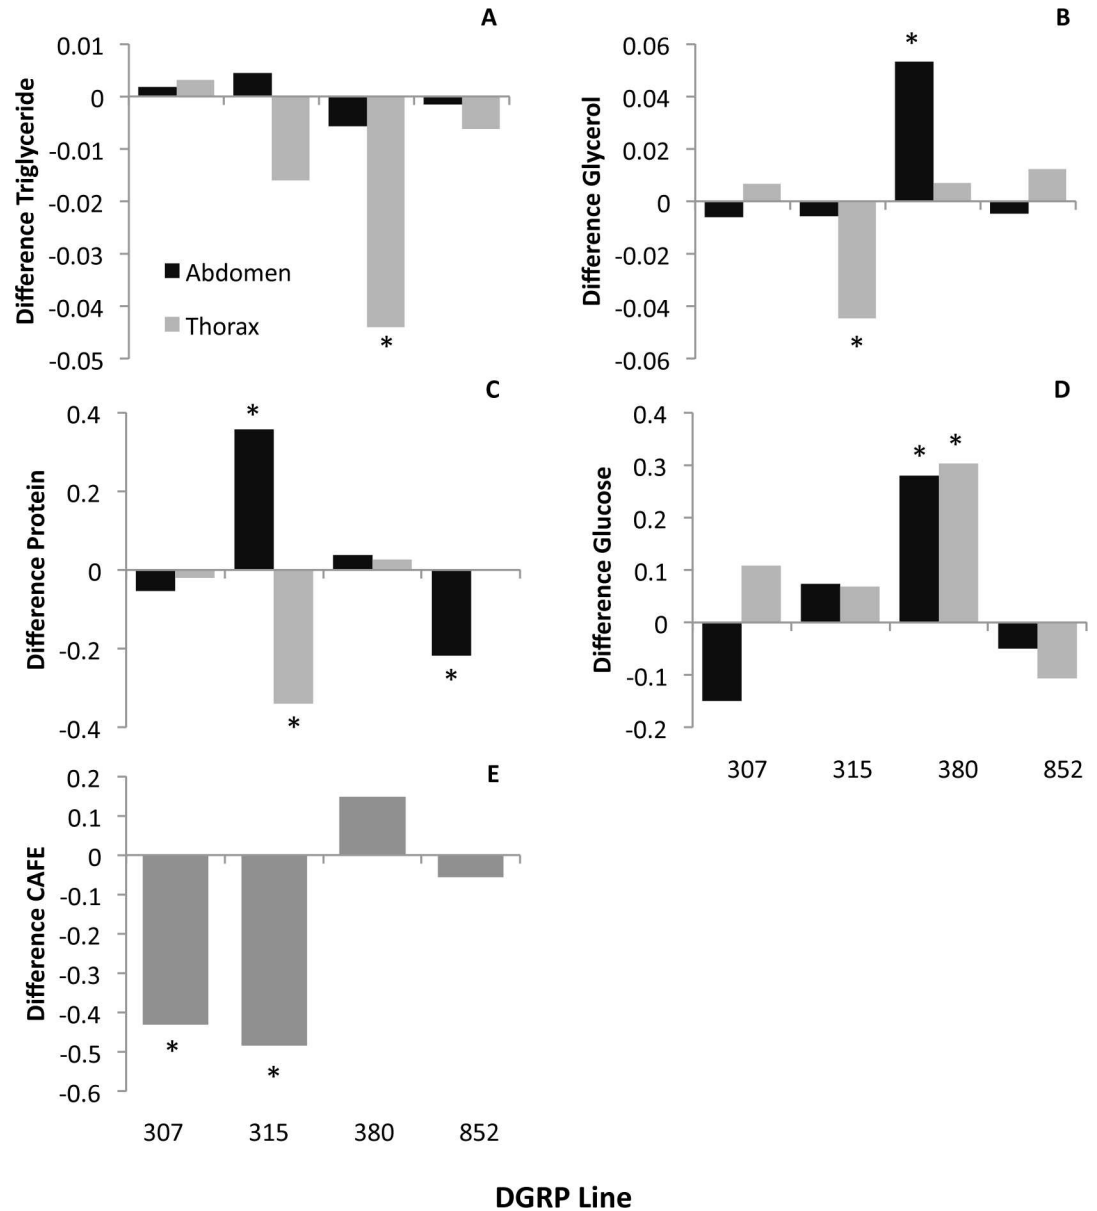 A
Difference Triglyceride
0.01
0
-0.01
-0.02
-0.03
-0.04
-0.05
Abdomen
Thorax
*
B
Difference Glycerol
0.06
0.04
0.02
0
-0.02
-0.04
-0.06
*
*
C
Difference Protein
0.4
0.2
0
-0.2
-0.4
*
*
*
D
Difference Glucose
0.4
0.3
0.2
0.1
0
-0.1
-0.2
* *
307 315 380 852
E
Difference CAFE
0.2
0.1
0
-0.1
-0.2
-0.3
-0.4
-0.5
-0.6
*
*
307 315 380 852
DGRP Line